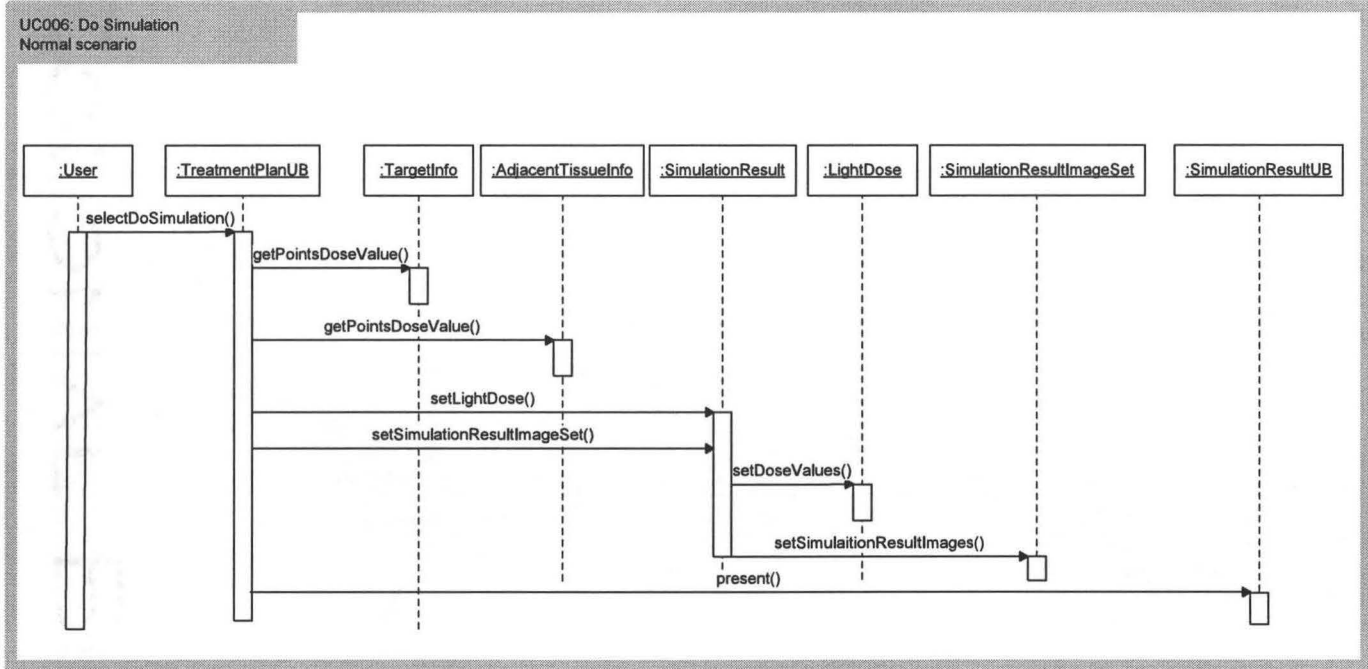 UC006: Do Simulation
Normal scenario
:User
:TreatmentPlanUB
:TargetInfo
:AdjacentTissueInfo
:SimulationResult
:LightDose
:SimulationResultImageSet
:SimulationResultUB
selectDoSimulation()
getPointsDoseValue()
getPointsDoseValue()
setLightDose()
setSimulationResultImageSet()
setDoseValues()
setSimulaitionResultImages()
present()